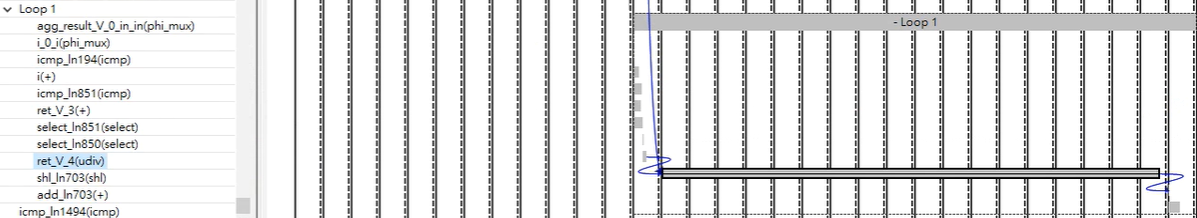 Loop 1
agg_result_V_0_in_in(phi_mux)
i_0_i(phi_mux)
icmp_ln194(icmp)
i(+)
icmp_ln851(icmp)
ret_V_3(+)
select_ln851(select)
select_ln850(select)
ret_V_4(udiv)
shl_ln703(shl)
add_ln703(+)
icmp_ln1494(icmp)
- Loop 1